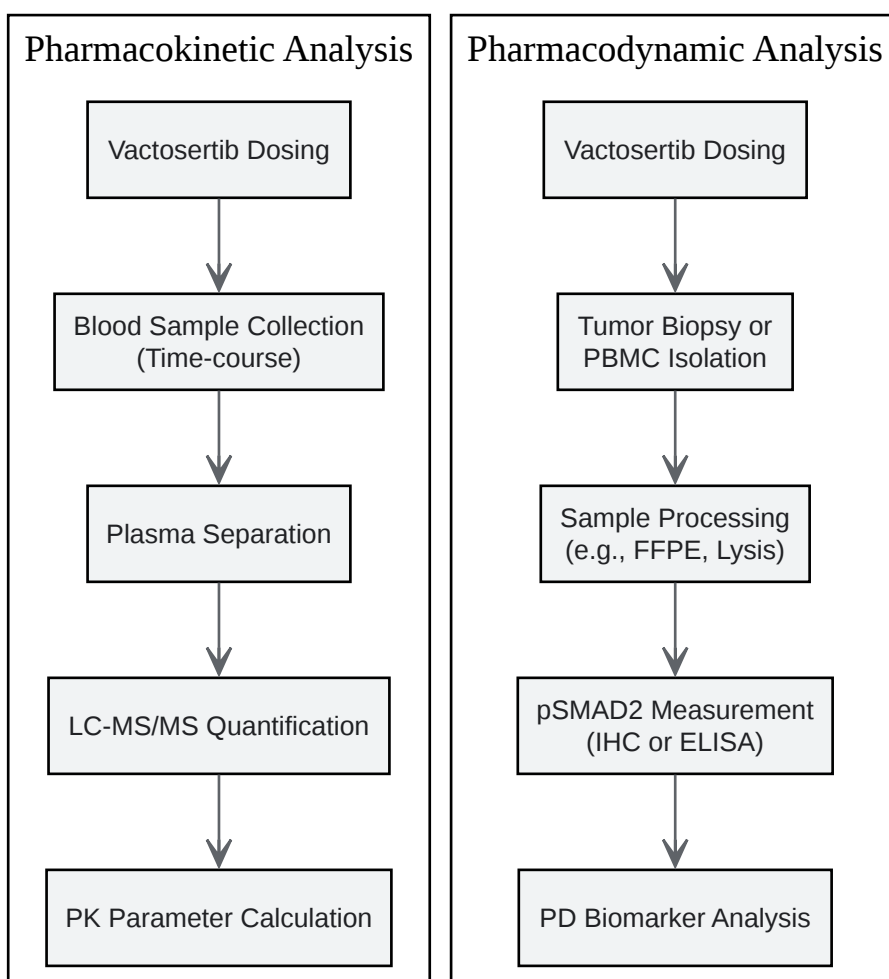 Pharmacokinetic Analysis
Vactosertib Dosing
Blood Sample Collection
(Time-course)
Plasma Separation
LC-MS/MS Quantification
PK Parameter Calculation
Pharmacodynamic Analysis
Vactosertib Dosing
Tumor Biopsy or
PBMC Isolation
Sample Processing
(e.g., FFPE, Lysis)
pSMAD2 Measurement
(IHC or ELISA)
PD Biomarker Analysis